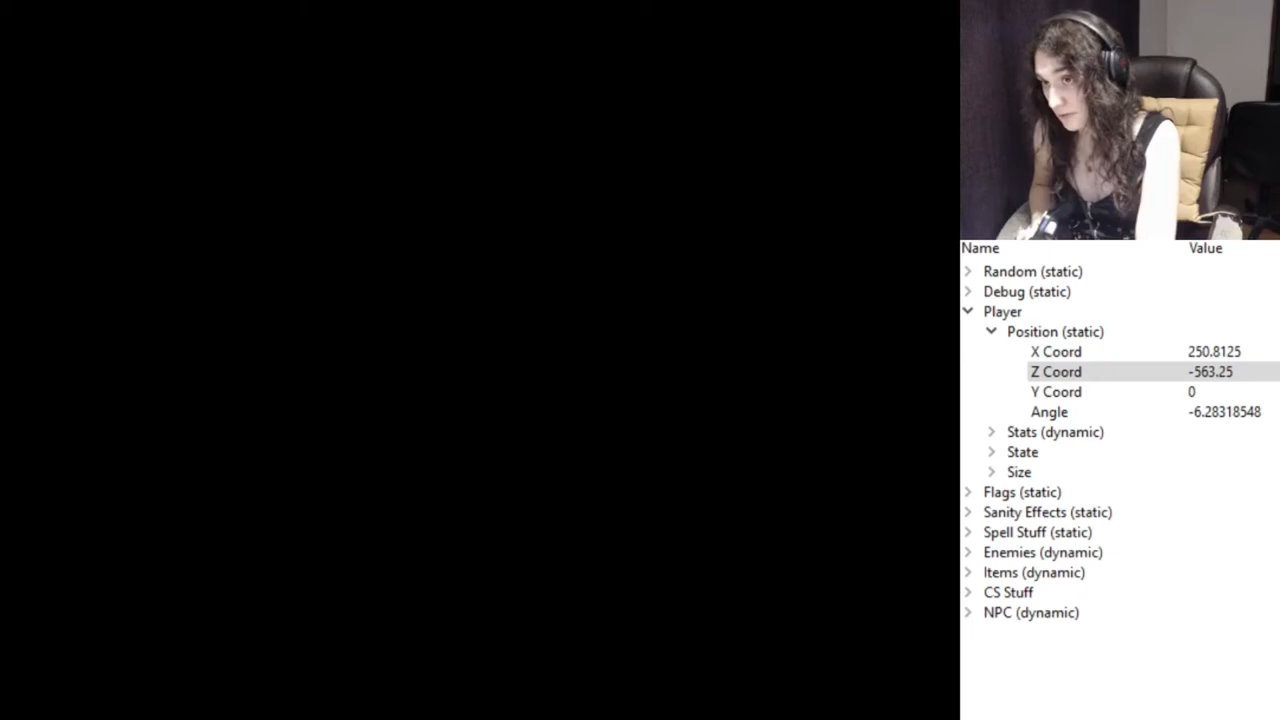 Name Value
Random (static)
Debug (static)
Player
Position (static)
X Coord 250.8125
Z Coord -563.25
Y Coord 0
Angle -6.28318548
Stats (dynamic)
State
Size
Flags (static)
Sanity Effects (static)
Spell Stuff (static)
Enemies (dynamic)
Items (dynamic)
CS Stuff
NPC (dynamic)